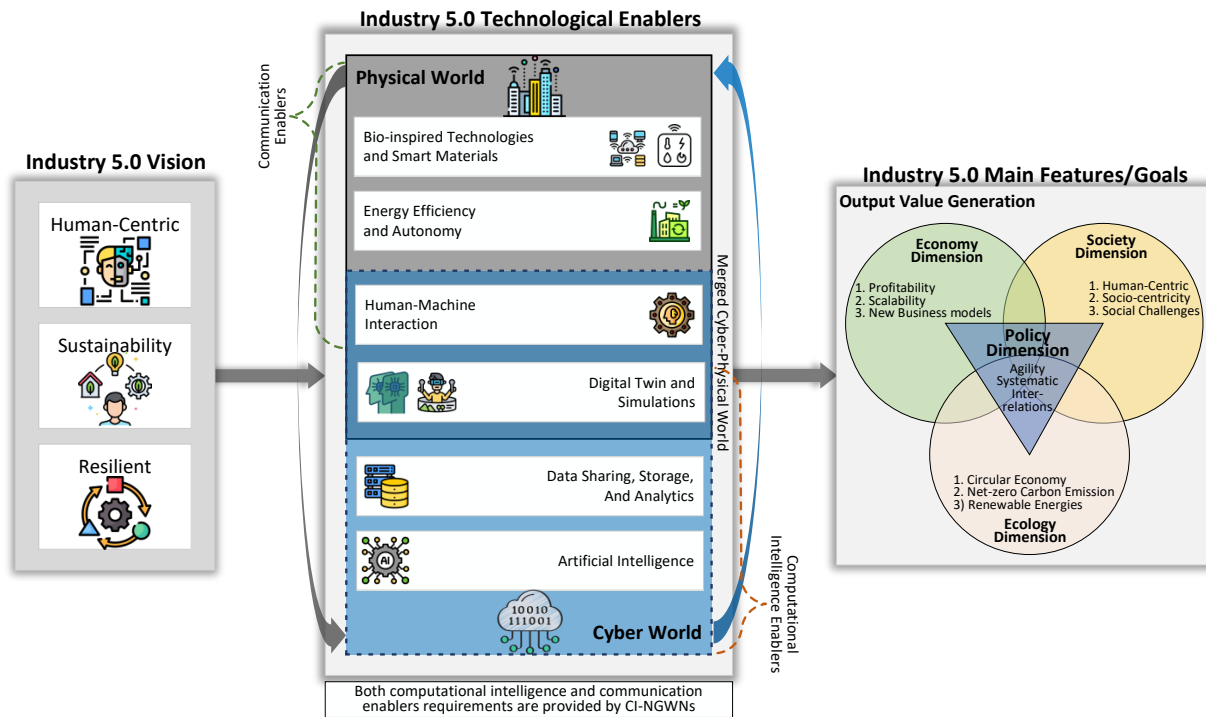 Industry 5.0 Vision
Human-Centric
Sustainability
Resilient
Industry 5.0 Technological Enablers
Communication
Enablers
Physical World
Bio-inspired Technologies
and Smart Materials
Energy Efficiency
and Autonomy
Human-Machine
Interaction
Digital Twin and
Simulations
Data Sharing, Storage,
And Analytics
AI
Artificial Intelligence
10010
111001
Cyber World
Merged Cyber-Physical World
Computational
Intelligence Enablers
Both computational intelligence and communication
enablers requirements are provided by CI-NGWNs
Industry 5.0 Main Features/Goals
Output Value Generation
Economy
Dimension
1. Profitability
2. Scalability
3. New Business models
Society
Dimension
1. Human-Centric
2. Socio-centricity
3. Social Challenges
Policy
Dimension
Agility
Systematic
Inter-
relations
1. Circular Economy
2. Net-zero Carbon Emission
3) Renewable Energies
Ecology
Dimension